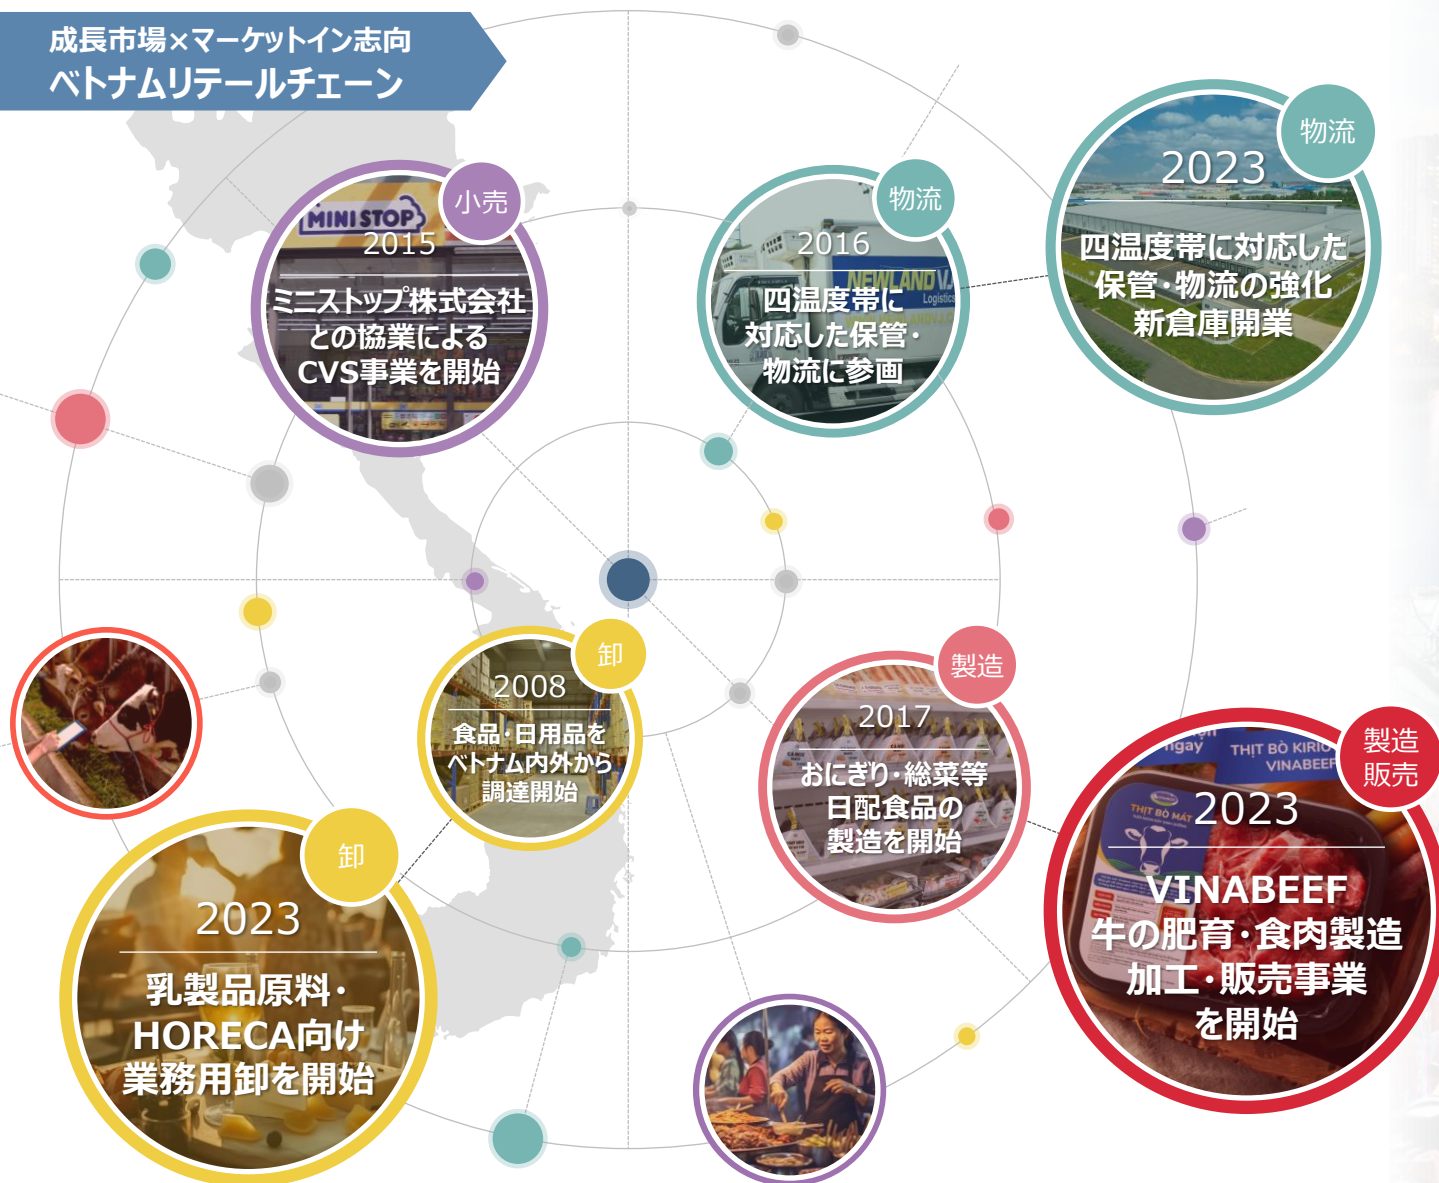 成長市場×マーケットイン志向
ベトナムリテールチェーン
小売
MINI STOP
2015
ミニストップ株式会社
との協業による
CVS事業を開始
物流
2016
NEWLAND VJ
Logistics
四温度帯に
対応した保管・
物流に参画
物流
2023
四温度帯に対応した
保管・物流の強化
新倉庫開業
卸
2008
食品・日用品を
ベトナム内外から
調達開始
製造
2017
おにぎり・総菜等
日配食品の
製造を開始
卸
2023
乳製品原料・
HORECA向け
業務用卸を開始
製造
販売
ngay
THỊT BÒ
VINABEEF
THỊT BÒ MÁT
2023
VINABEEF
牛の肥育・食肉製造
加工・販売事業
を開始